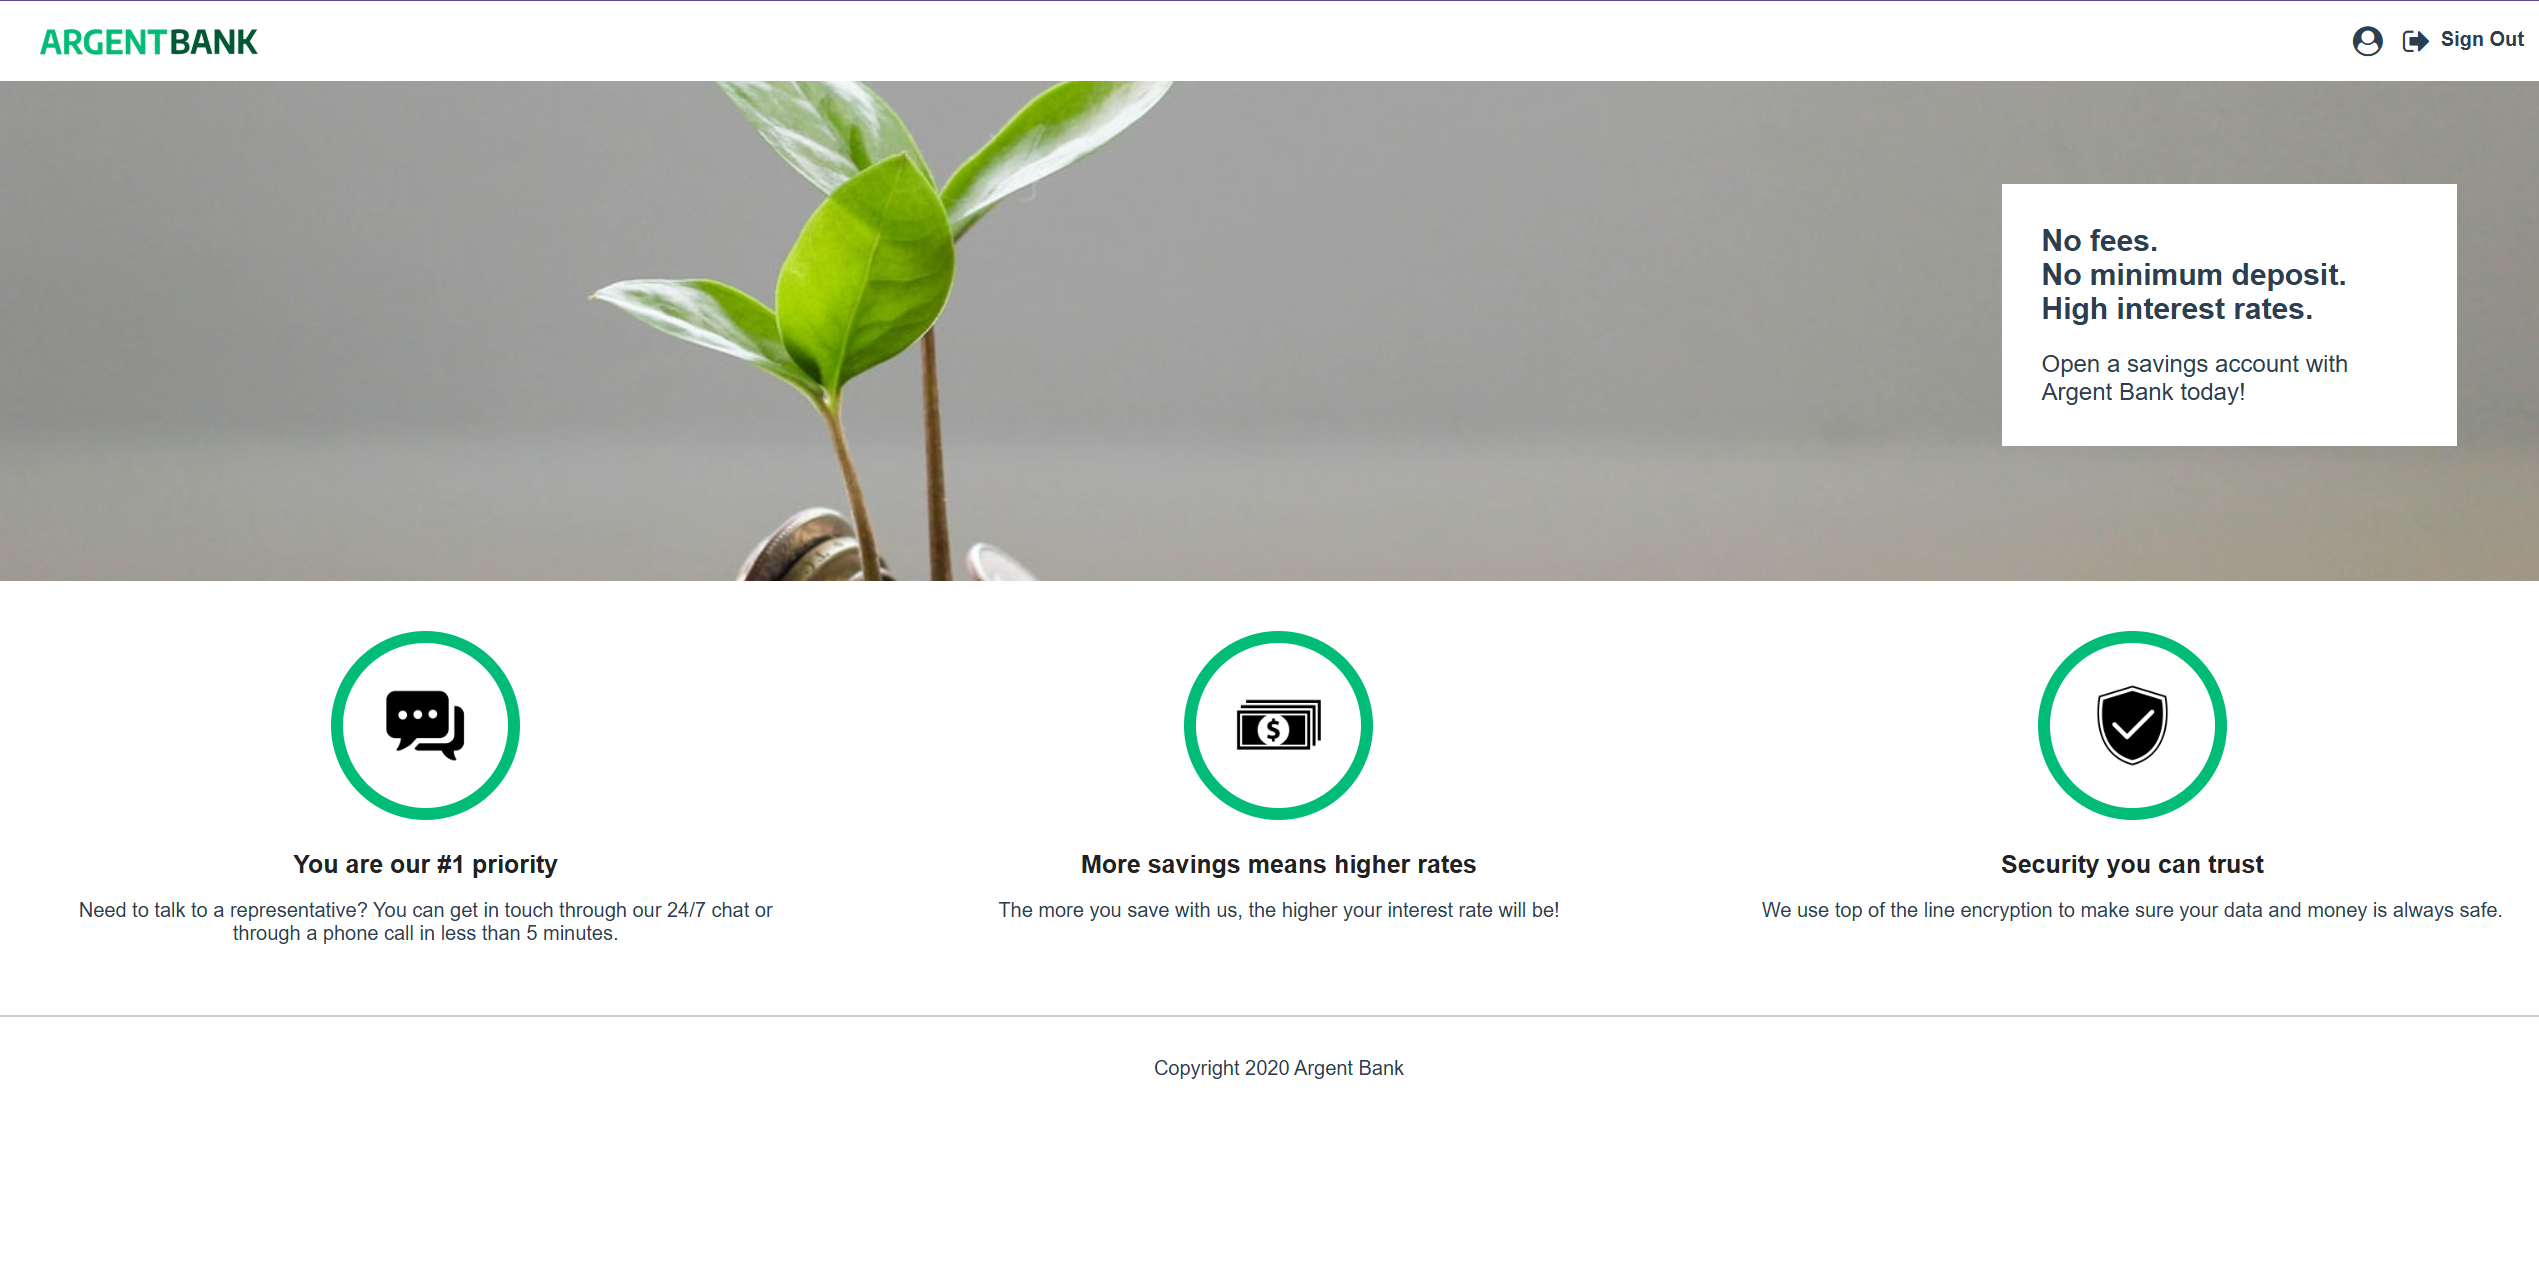 ARGENTBANK
Sign Out
No fees.
No minimum deposit.
High interest rates.
Open a savings account with
Argent Bank today!
$
You are our #1 priority
Need to talk to a representative? You can get in touch through our 24/7 chat or
through a phone call in less than 5 minutes.
More savings means higher rates
The more you save with us, the higher your interest rate will be!
Security you can trust
We use top of the line encryption to make sure your data and money is always safe.
Copyright 2020 Argent Bank